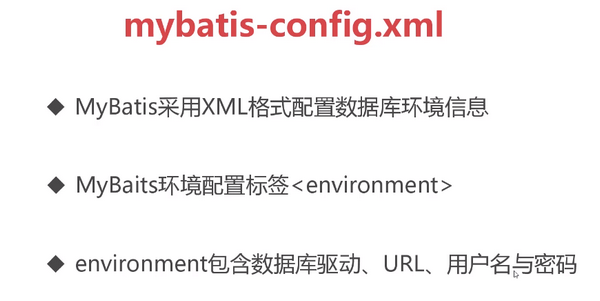 mybatis-config.xml
◆ MyBatis采用XML格式配置数据库环境信息
◆ MyBaits环境配置标签<environment>
◆ environment包含数据库驱动、URL、用户名与密码